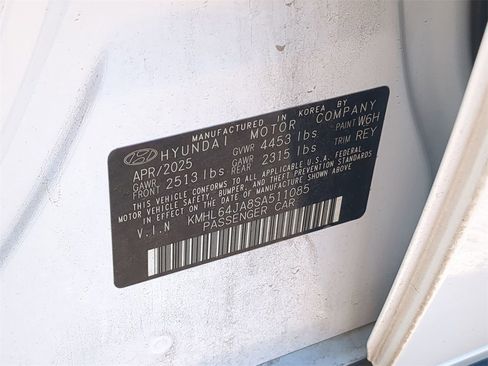 MANUFACTURED IN KOREA BY
HYUNDAI MOTOR COMPANY
APR/2025 GVWR 4453 lbs PAINT W6H
GAWR FRONT 2513 lbs GAWR REAR 2315 lbs TRIM REY
THIS VEHICLE CONFORMS TO ALL APPLICABLE U.S.A. FEDERAL
MOTOR VEHICLE SAFETY, BUMPER, AND THEFT PREVENTION
STANDARDS IN EFFECT ON THE DATE OF MANUFACTURE SHOWN ABOVE.
V.I.N KMHL64JA8SA511085
PASSENGER CAR